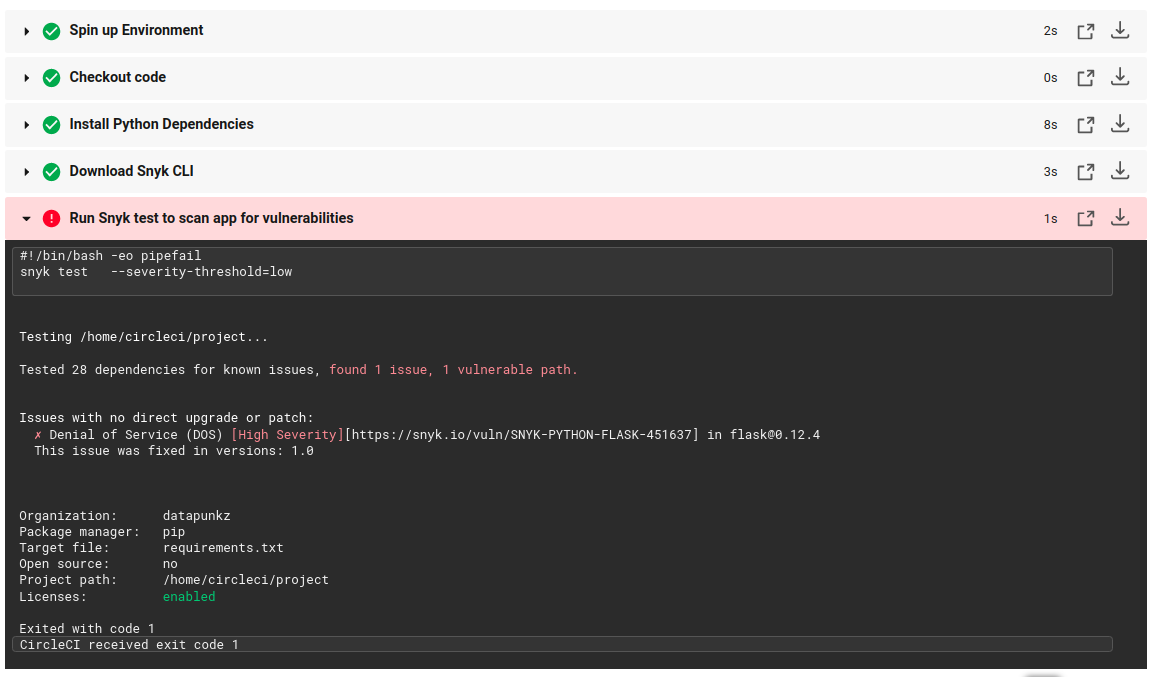 Spin up Environment 2s
Checkout code 0s
Install Python Dependencies 8s
Download Snyk CLI 3s
Run Snyk test to scan app for vulnerabilities 1s
#!/bin/bash -eo pipefail
snyk test   --severity-threshold=low
Testing /home/circleci/project...
Tested 28 dependencies for known issues, found 1 issue, 1 vulnerable path.
Issues with no direct upgrade or patch:
✗ Denial of Service (DOS) [High Severity][https://snyk.io/vuln/SNYK-PYTHON-FLASK-451637] in flask@0.12.4
This issue was fixed in versions: 1.0
Organization:      datapunkz
Package manager:   pip
Target file:       requirements.txt
Open source:       no
Project path:      /home/circleci/project
Licenses:          enabled
Exited with code 1
CircleCI received exit code 1